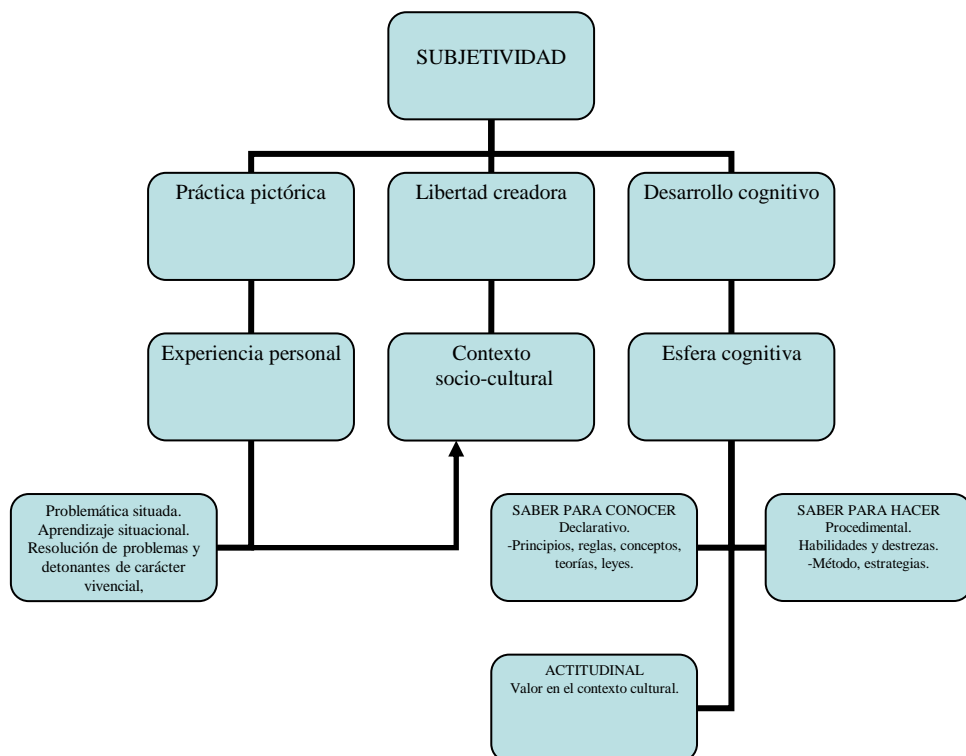 SUBJETIVIDAD
Práctica pictórica
Libertad creadora
Desarrollo cognitivo
Experiencia personal
Contexto
socio-cultural
Esfera cognitiva
Problemática situada.
Aprendizaje situacional.
Resolución de problemas y
detonantes de carácter
vivencial,
SABER PARA CONOCER
Declarativo.
-Principios, reglas, conceptos,
teorías, leyes.
SABER PARA HACER
Procedimental.
Habilidades y destrezas.
-Método, estrategias.
ACTITUDINAL
Valor en el contexto cultural.